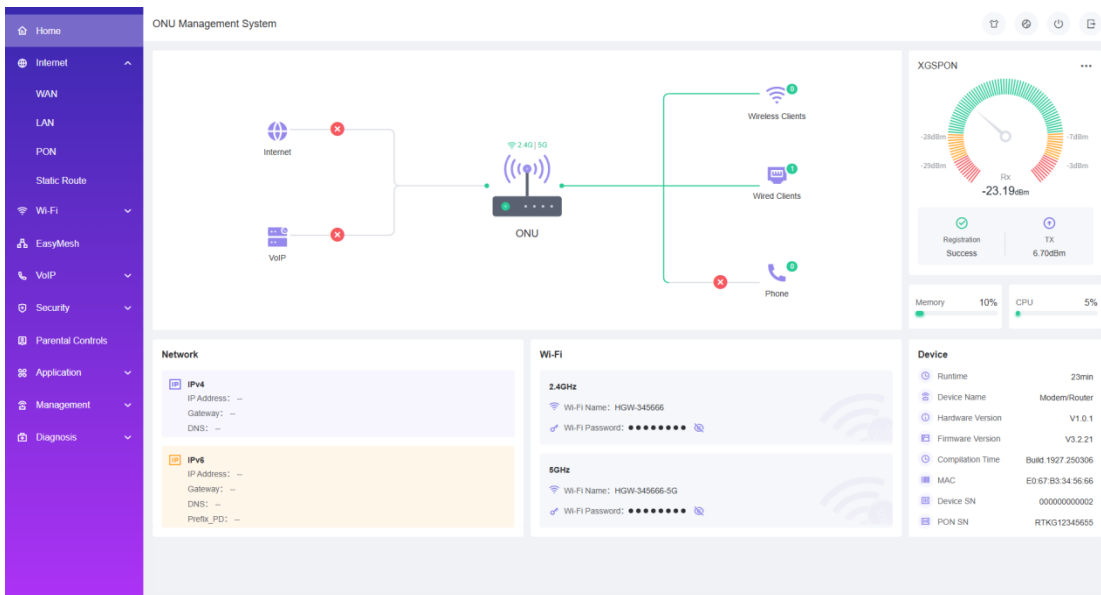 ONU Management System
Home
Internet
WAN
LAN
PON
Static Route
Wi-Fi
EasyMesh
VoIP
Security
Parental Controls
Application
Management
Diagnosis
Internet
VoIP
2.4G | 5G
ONU
0
Wireless Clients
1
Wired Clients
0
Phone
XGSPON
-28dBm
-7dBm
-29dBm
-3dBm
Rx
-23.19dBm
Registration
Success
TX
6.70dBm
Memory 10%
CPU 5%
Network
IP IPv4
IP Address: --
Gateway: --
DNS: --
IP IPv6
IP Address: --
Gateway: --
DNS: --
Prefix_PD: --
Wi-Fi
2.4GHz
Wi-Fi Name: HGW-345666
Wi-Fi Password: ●●●●●●●●
5GHz
Wi-Fi Name: HGW-345666-5G
Wi-Fi Password: ●●●●●●●●
Device
Runtime 23min
Device Name Modem/Router
Hardware Version V1.0.1
Firmware Version V3.2.21
Compilation Time Build.1927.250306
MAC E0:67:B3:34:56:66
Device SN 000000000002
PON SN RTKG12345655